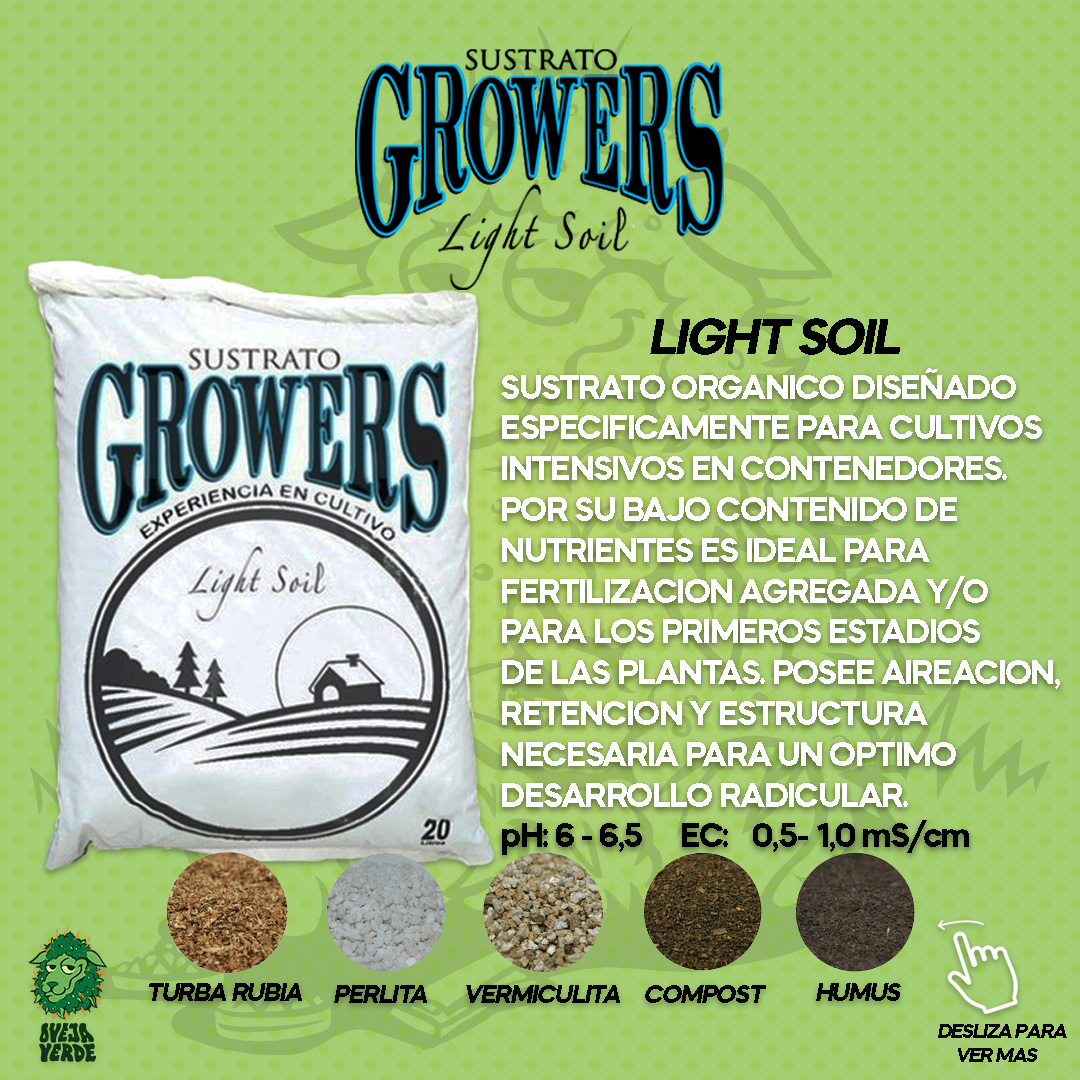 SUSTRATO
GROWERS
Light Soil
SUSTRATO
GROWERS
EXPERIENCIA EN CULTIVO
Light Soil
20
Litros
LIGHT SOIL
SUSTRATO ORGANICO DISEÑADO
ESPECIFICAMENTE PARA CULTIVOS
INTENSIVOS EN CONTENEDORES.
POR SU BAJO CONTENIDO DE
NUTRIENTES ES IDEAL PARA
FERTILIZACION AGREGADA Y/O
PARA LOS PRIMEROS ESTADIOS
DE LAS PLANTAS. POSEE AIREACION,
RETENCION Y ESTRUCTURA
NECESARIA PARA UN OPTIMO
DESARROLLO RADICULAR.
pH: 6 - 6,5 EC: 0,5- 1,0 mS/cm
TURBA RUBIA PERLITA VERMICULITA COMPOST HUMUS
OVEJA
VERDE
DESLIZA PARA
VER MAS